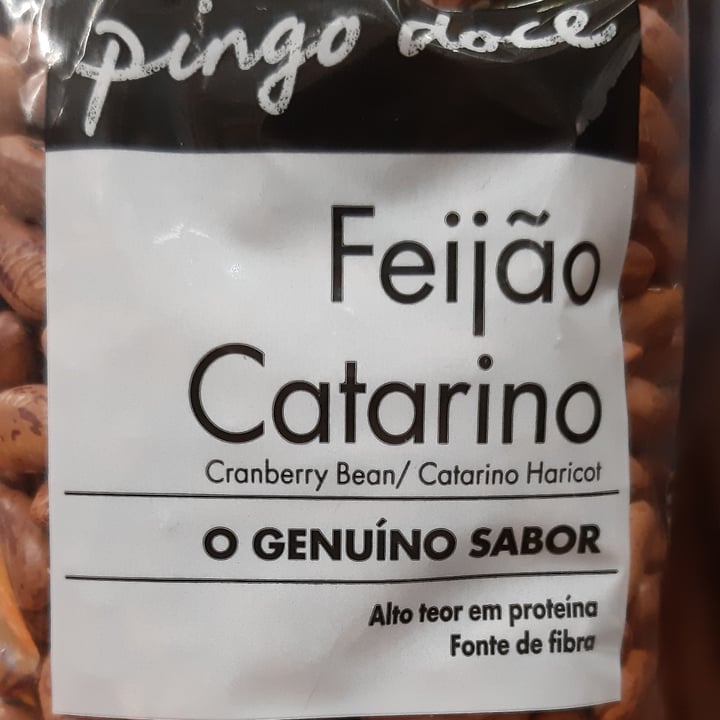 pingo doce
Feijão
Catarino
Cranberry Bean/ Catarino Haricot
O GENUÍNO SABOR
Alto teor em proteína
Fonte de fibra